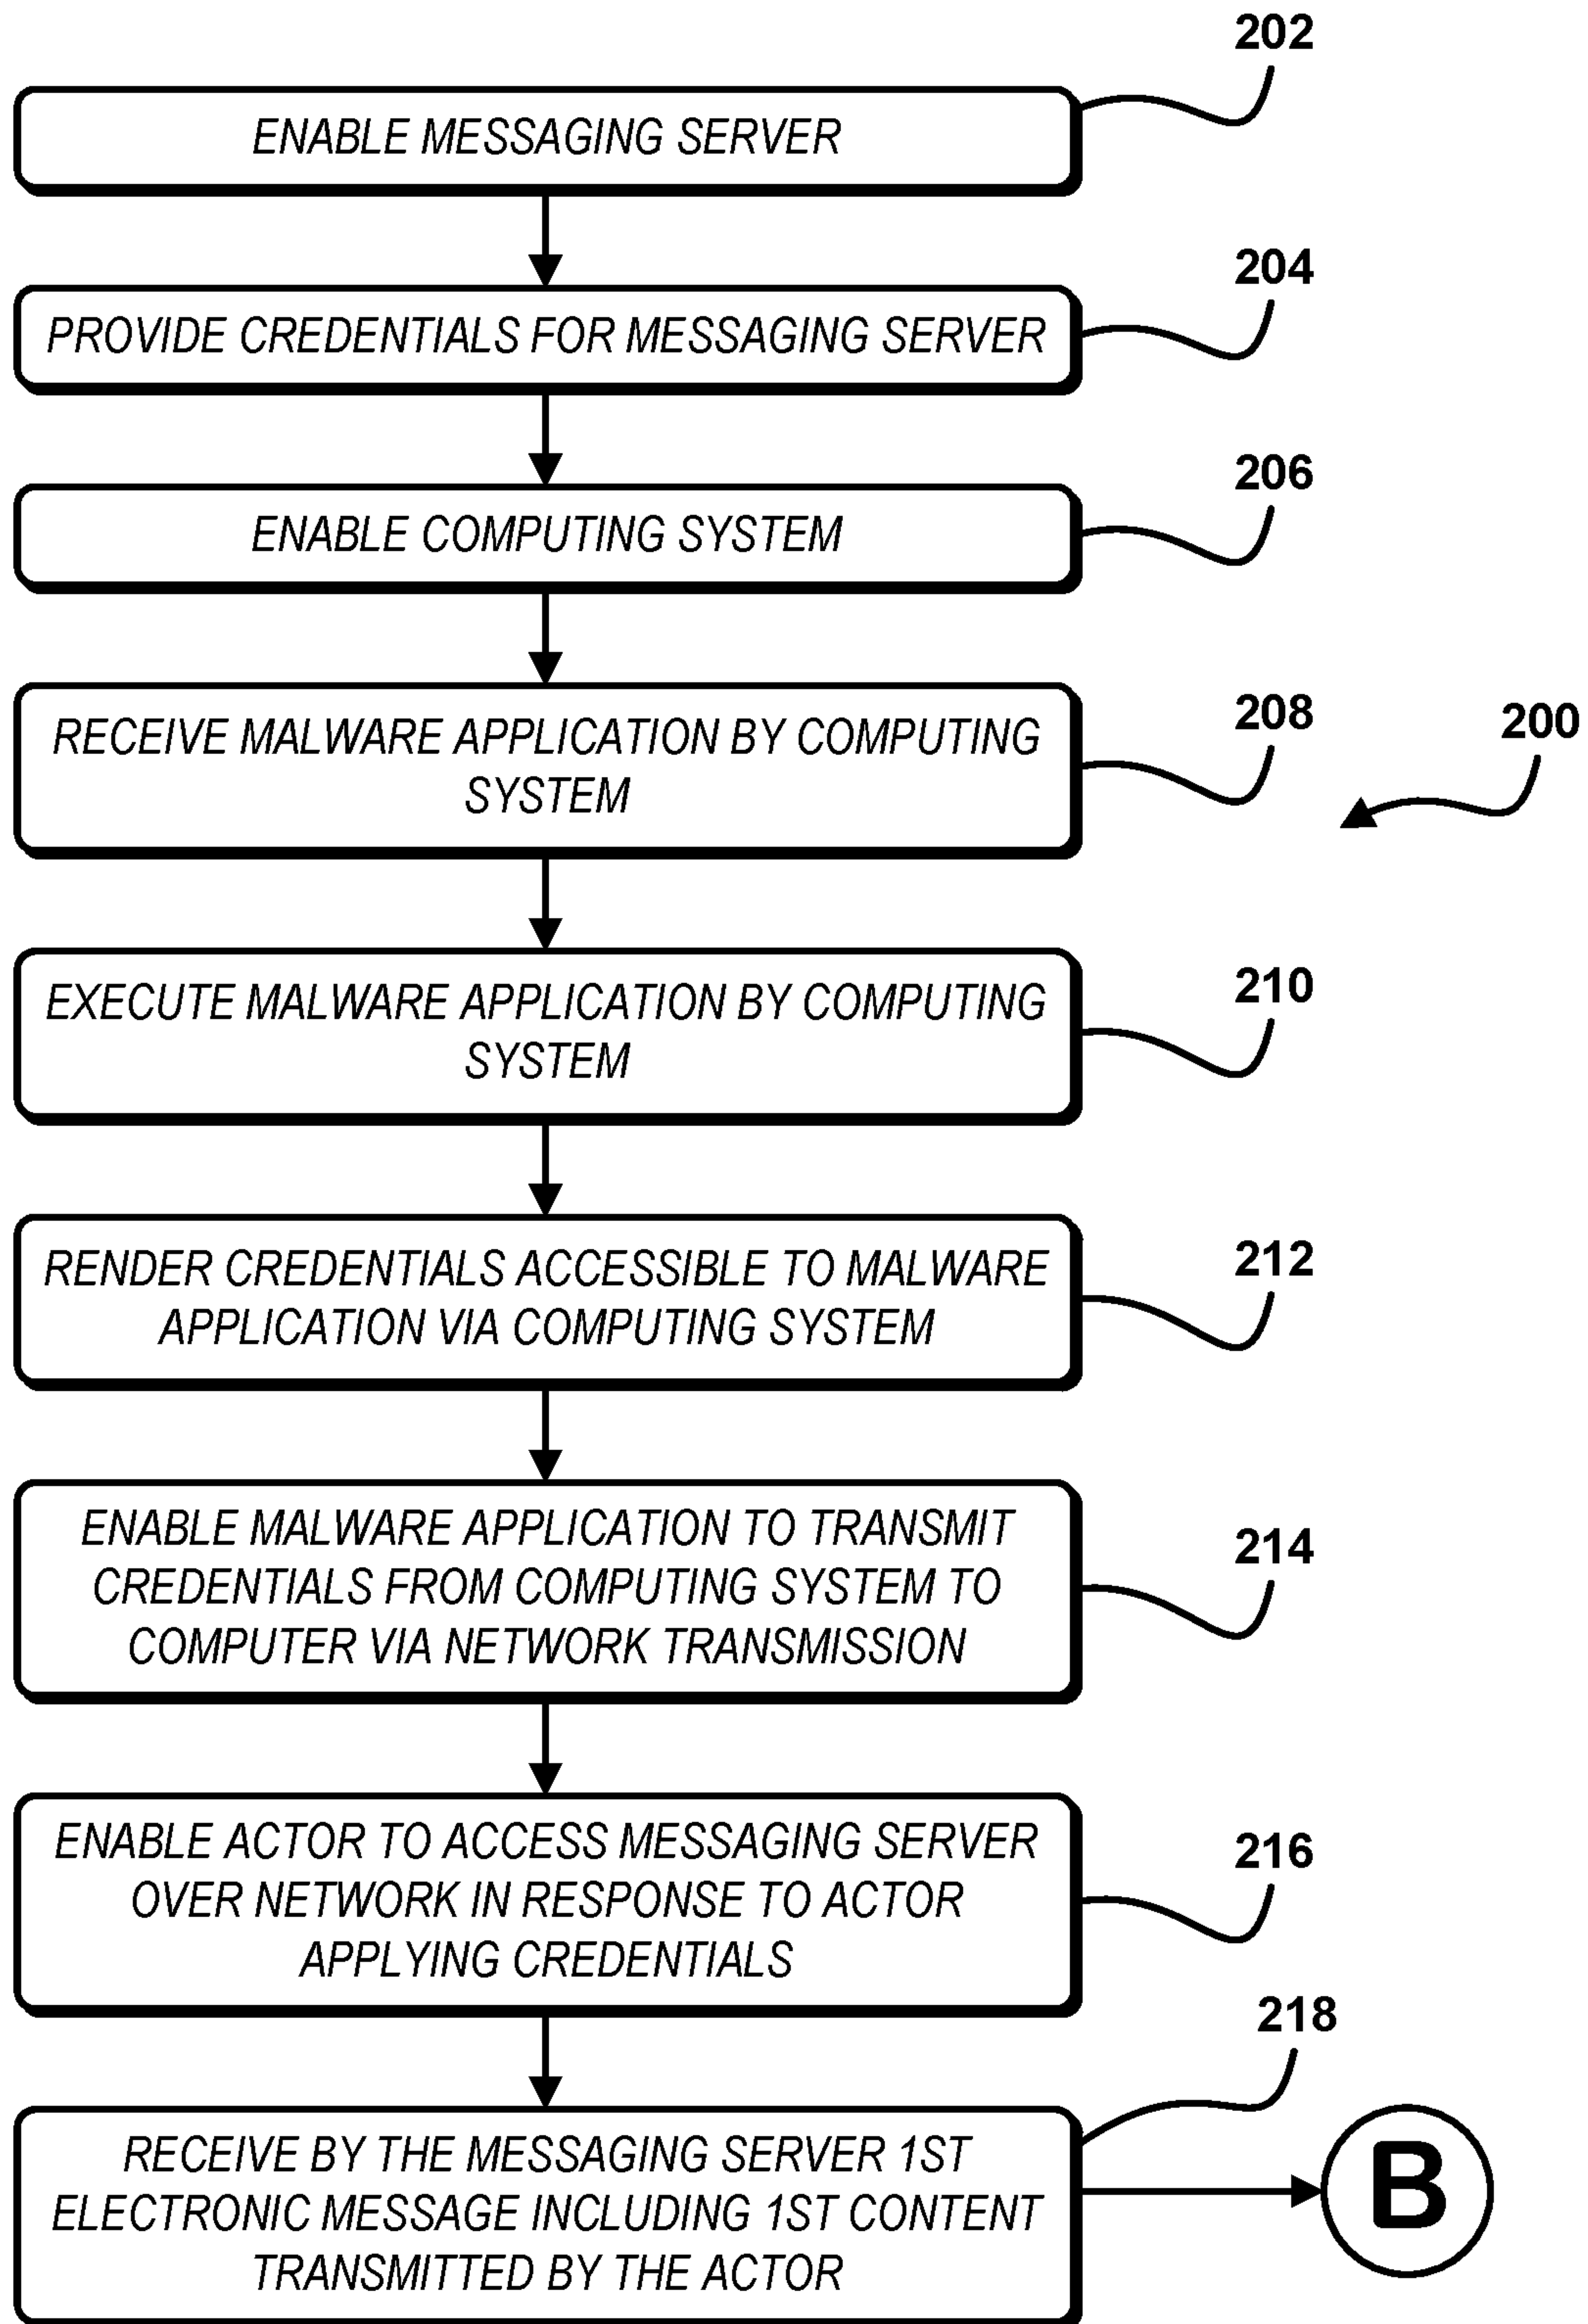 202
ENABLE MESSAGING SERVER
204
PROVIDE CREDENTIALS FOR MESSAGING SERVER
206
ENABLE COMPUTING SYSTEM
208
200
RECEIVE MALWARE APPLICATION BY COMPUTING
SYSTEM
210
EXECUTE MALWARE APPLICATION BY COMPUTING
SYSTEM
212
RENDER CREDENTIALS ACCESSIBLE TO MALWARE
APPLICATION VIA COMPUTING SYSTEM
214
ENABLE MALWARE APPLICATION TO TRANSMIT
CREDENTIALS FROM COMPUTING SYSTEM TO
COMPUTER VIA NETWORK TRANSMISSION
216
ENABLE ACTOR TO ACCESS MESSAGING SERVER
OVER NETWORK IN RESPONSE TO ACTOR
APPLYING CREDENTIALS
218
RECEIVE BY THE MESSAGING SERVER 1ST
ELECTRONIC MESSAGE INCLUDING 1ST CONTENT
TRANSMITTED BY THE ACTOR
B